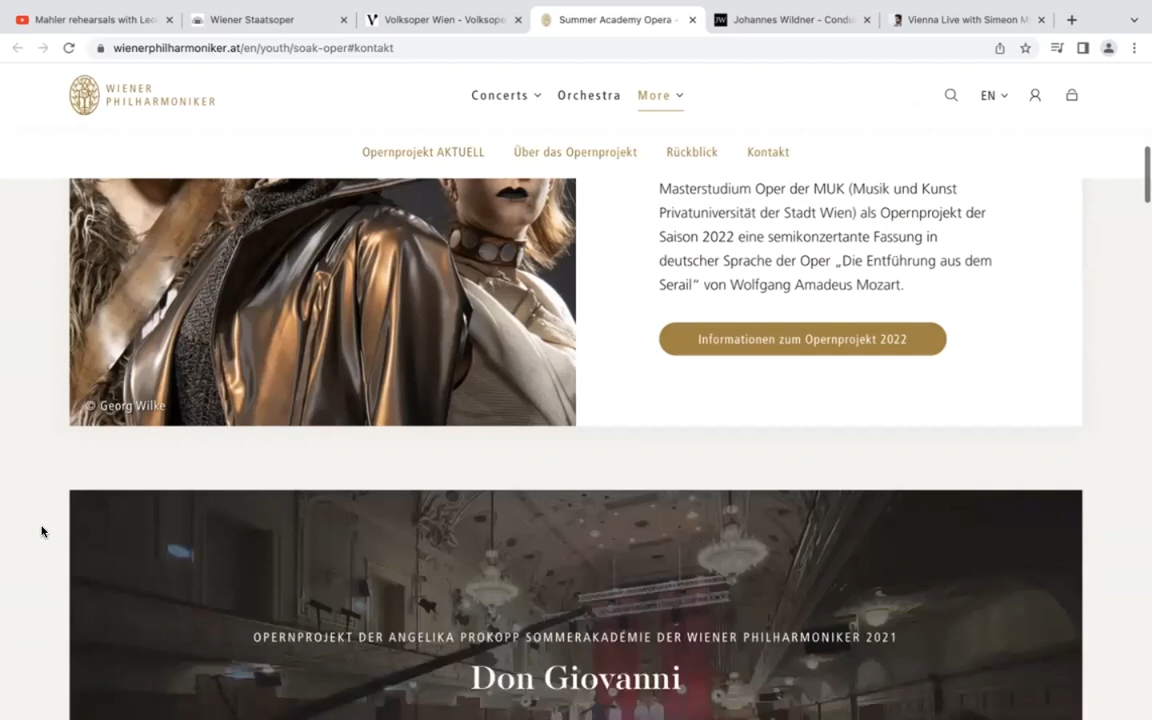 Mahler rehearsals with Leo
Wiener Staatsoper
Volksoper Wien - Volksope
Summer Academy Opera -
Johannes Wildner - Condu
Vienna Live with Simeon M
wienerphilharmoniker.at/en/youth/soak-oper#kontakt
WIENER
PHILHARMONIKER
Concerts
Orchestra
More
EN
Opernprojekt AKTUELL
Über das Opernprojekt
Rückblick
Kontakt
Masterstudium Oper der MUK (Musik und Kunst
Privatuniversität der Stadt Wien) als Opernprojekt der
Saison 2022 eine semikonzertante Fassung in
deutscher Sprache der Oper „Die Entführung aus dem
Serail“ von Wolfgang Amadeus Mozart.
Informationen zum Opernprojekt 2022
© Georg Wilke
OPERNPROJEKT DER ANGELIKA PROKOPP SOMMERAKADEMIE DER WIENER PHILHARMONIKER 2021
Don Giovanni